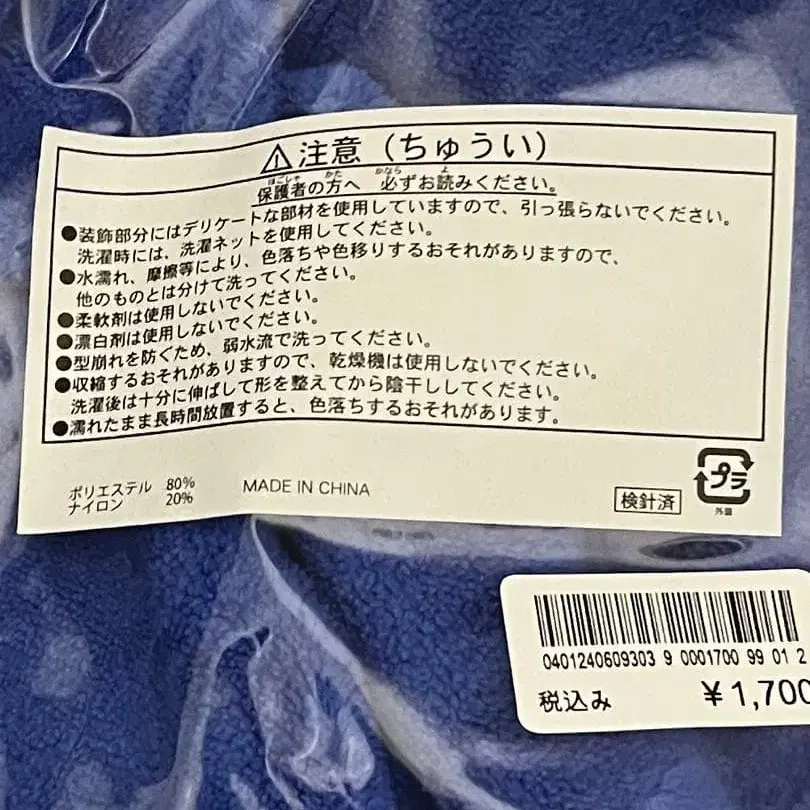 ⚠注意（ちゅうい）
保護者の方へ 必ずお読みください。
●装飾部分にはデリケートな部材を使用していますので、引っ張らないでください。
洗濯時には、洗濯ネットを使用してください。
●水濡れ、摩擦等により、色落ちや色移りするおそれがありますので、
他のものとは分けて洗ってください。
●柔軟剤は使用しないでください。
●漂白剤は使用しないでください。
●型崩れを防ぐため、弱水流で洗ってください。
●収縮するおそれがありますので、乾燥機は使用しないでください。
洗濯後は十分に伸ばして形を整えてから陰干ししてください。
●濡れたまま長時間放置すると、色落ちするおそれがあります。
ポリエステル 80%
ナイロン 20%
MADE IN CHINA
検針済
プラ
外装
0401240609303 9 0001700 99 01 2
税込み ¥1,700